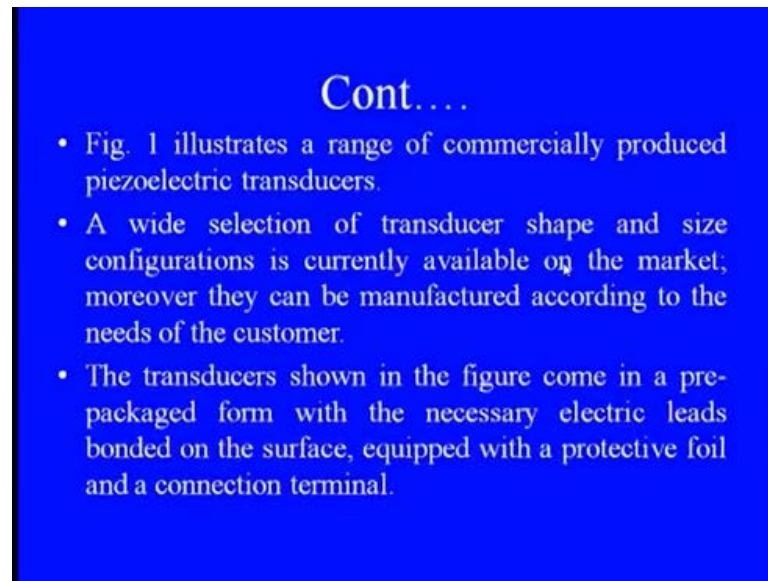 Cont....
• Fig. 1 illustrates a range of commercially produced
piezoelectric transducers.
• A wide selection of transducer shape and size
configurations is currently available on the market;
moreover they can be manufactured according to the
needs of the customer.
• The transducers shown in the figure come in a pre-
packaged form with the necessary electric leads
bonded on the surface, equipped with a protective foil
and a connection terminal.